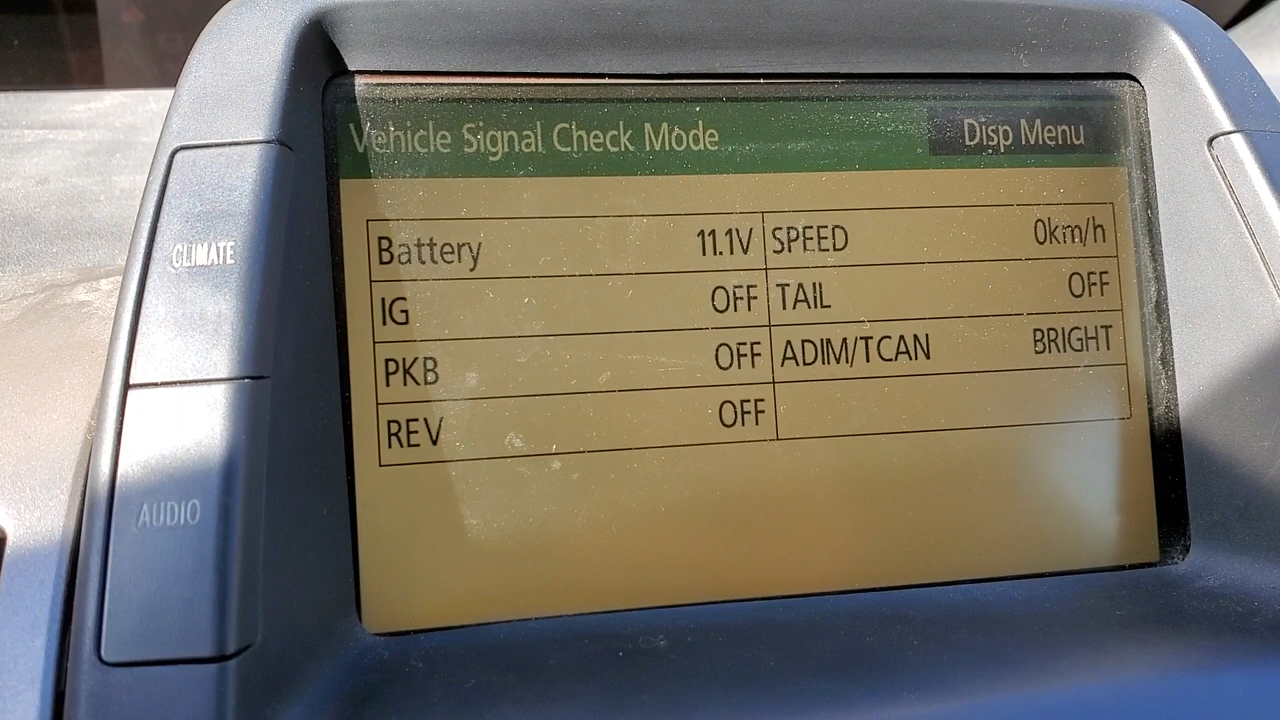 Vehicle Signal Check Mode Disp Menu
CLIMATE
Battery 11.1V SPEED 0km/h
IG OFF TAIL OFF
PKB OFF ADIM/TCAN BRIGHT
REV OFF
AUDIO